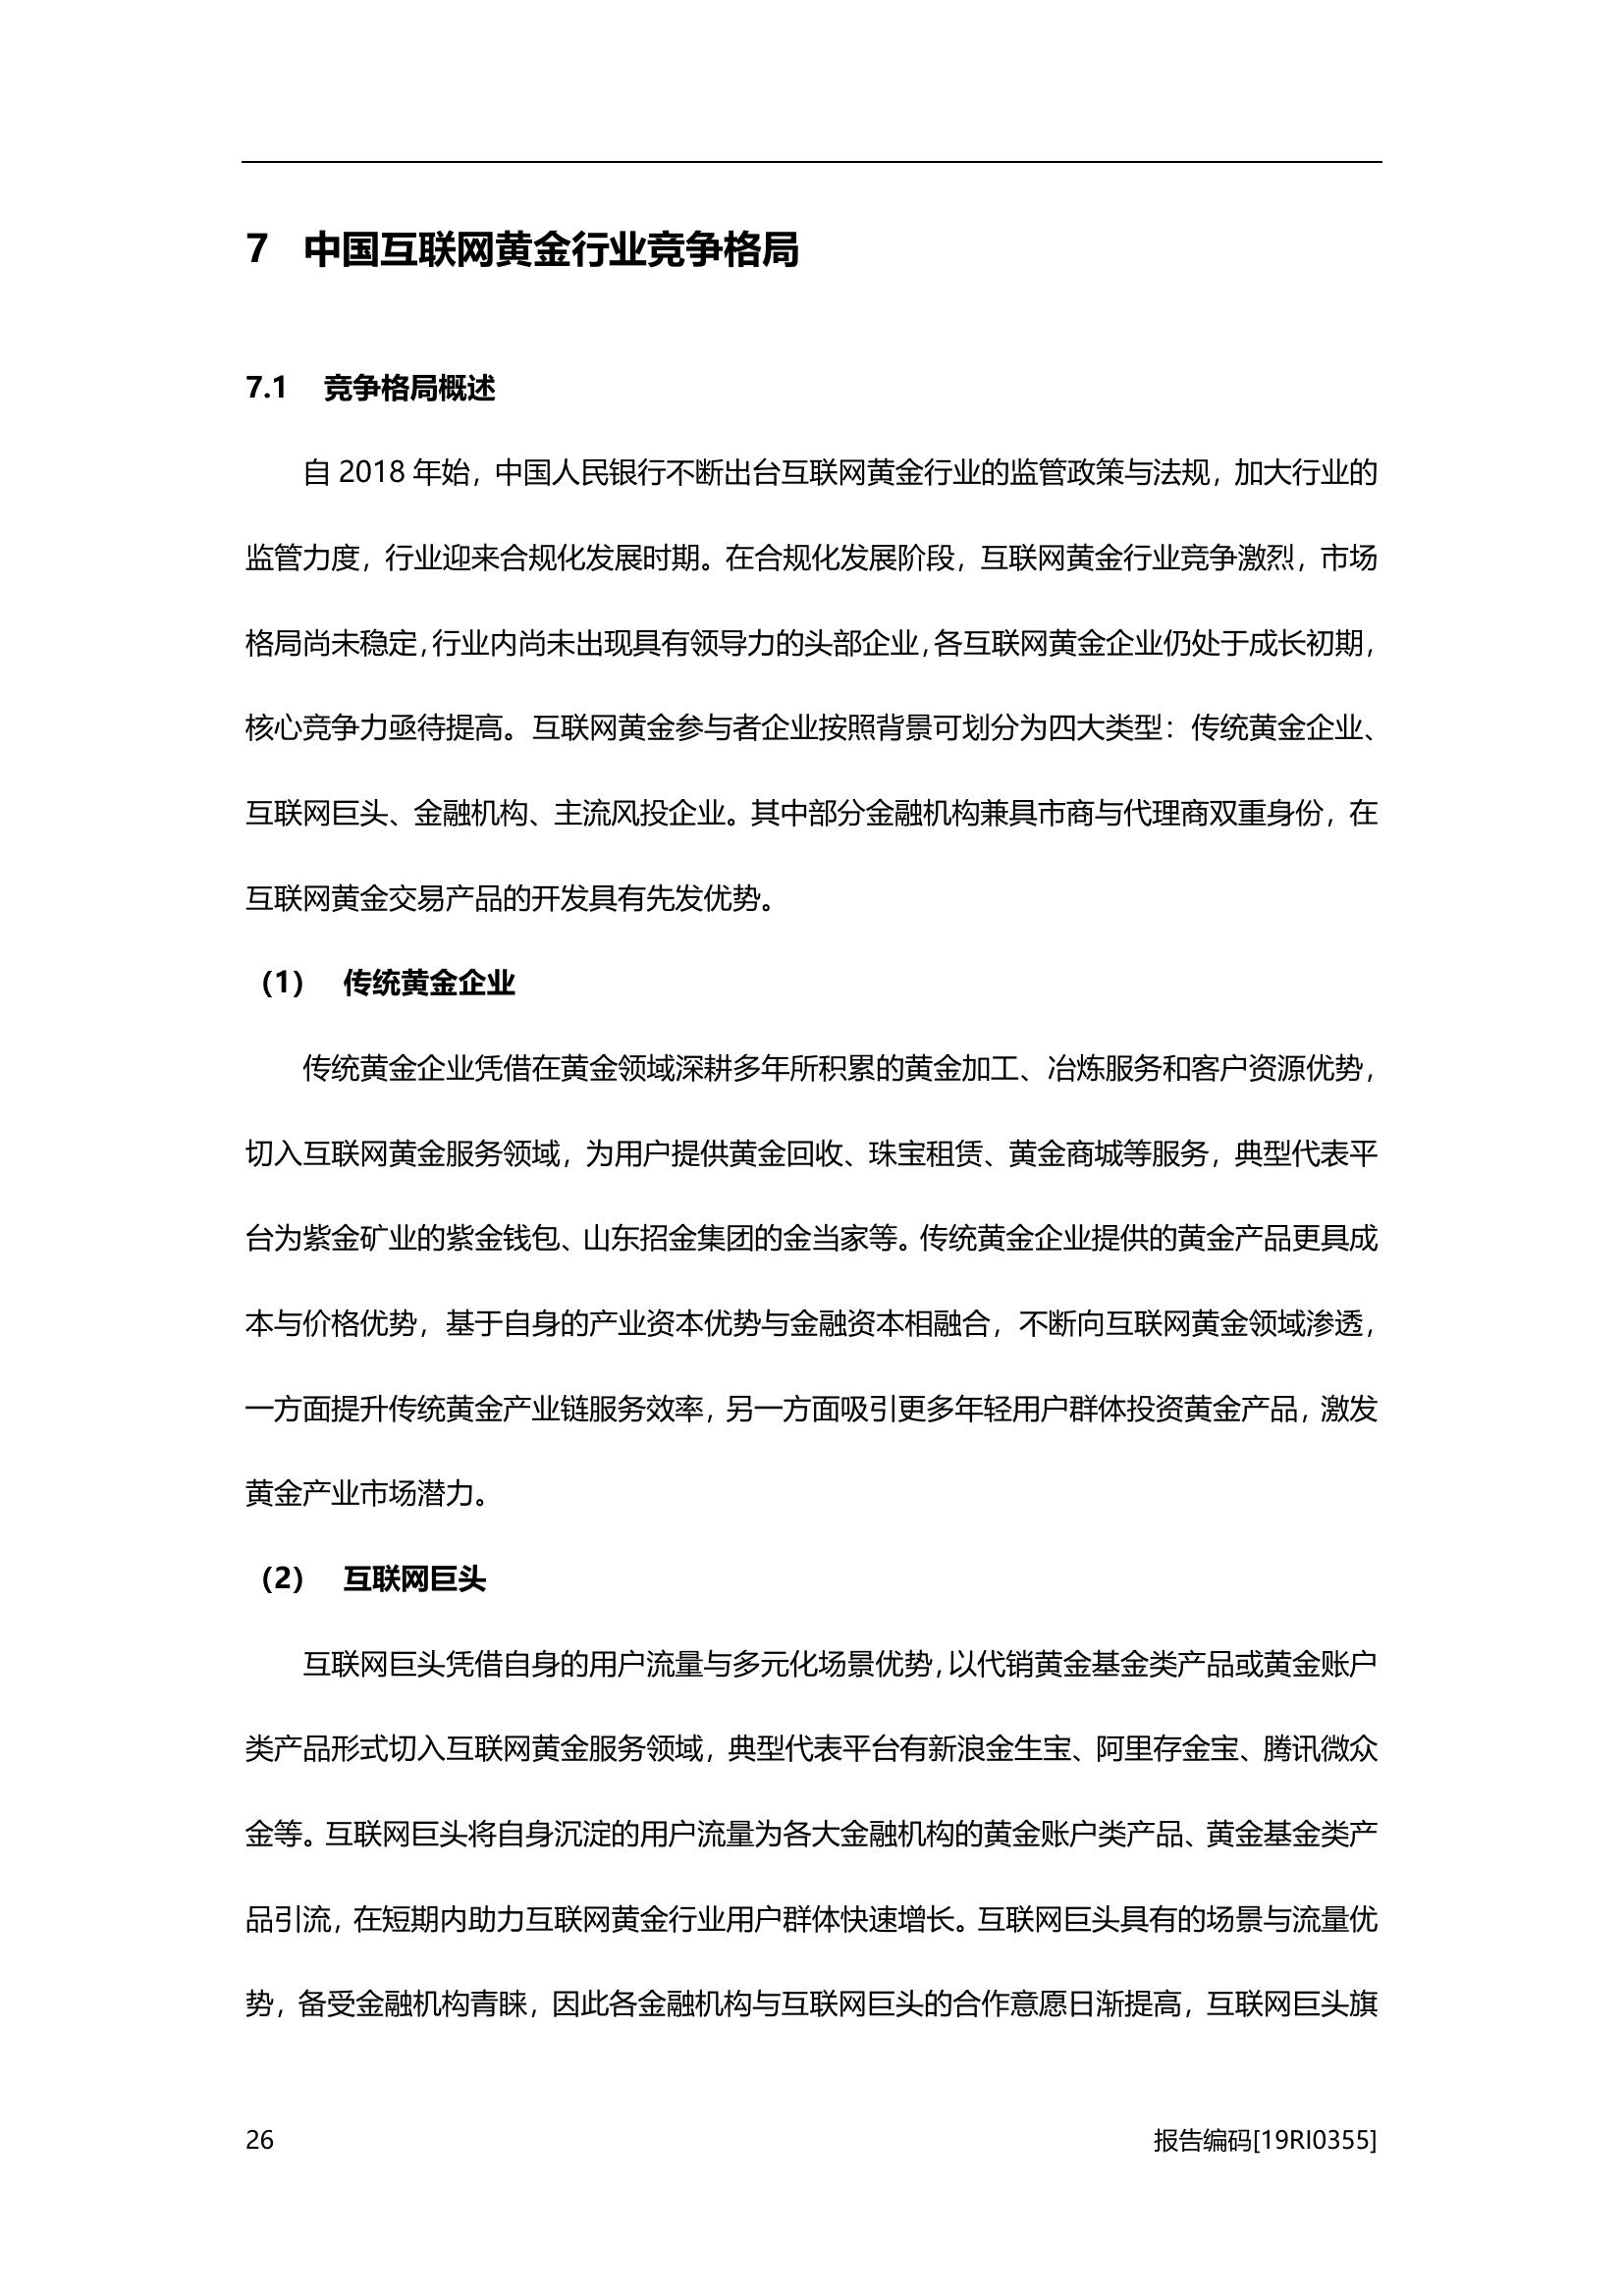 7 中国互联网黄金行业竞争格局
7.1 竞争格局概述
自 2018 年始，中国人民银行不断出台互联网黄金行业的监管政策与法规，加大行业的
监管力度，行业迎来合规化发展时期。在合规化发展阶段，互联网黄金行业竞争激烈，市场
格局尚未稳定，行业内尚未出现具有领导力的头部企业，各互联网黄金企业仍处于成长初期，
核心竞争力亟待提高。互联网黄金参与者企业按照背景可划分为四大类型：传统黄金企业、
互联网巨头、金融机构、主流风投企业。其中部分金融机构兼具市商与代理商双重身份，在
互联网黄金交易产品的开发具有先发优势。
（1） 传统黄金企业
传统黄金企业凭借在黄金领域深耕多年所积累的黄金加工、冶炼服务和客户资源优势，
切入互联网黄金服务领域，为用户提供黄金回收、珠宝租赁、黄金商城等服务，典型代表平
台为紫金矿业的紫金钱包、山东招金集团的金当家等。传统黄金企业提供的黄金产品更具成
本与价格优势，基于自身的产业资本优势与金融资本相融合，不断向互联网黄金领域渗透，
一方面提升传统黄金产业链服务效率，另一方面吸引更多年轻用户群体投资黄金产品，激发
黄金产业市场潜力。
（2） 互联网巨头
互联网巨头凭借自身的用户流量与多元化场景优势，以代销黄金基金类产品或黄金账户
类产品形式切入互联网黄金服务领域，典型代表平台有新浪金生宝、阿里存金宝、腾讯微众
金等。互联网巨头将自身沉淀的用户流量为各大金融机构的黄金账户类产品、黄金基金类产
品引流，在短期内助力互联网黄金行业用户群体快速增长。互联网巨头具有的场景与流量优
势，备受金融机构青睐，因此各金融机构与互联网巨头的合作意愿日渐提高，互联网巨头旗
26 报告编码[19RI0355]